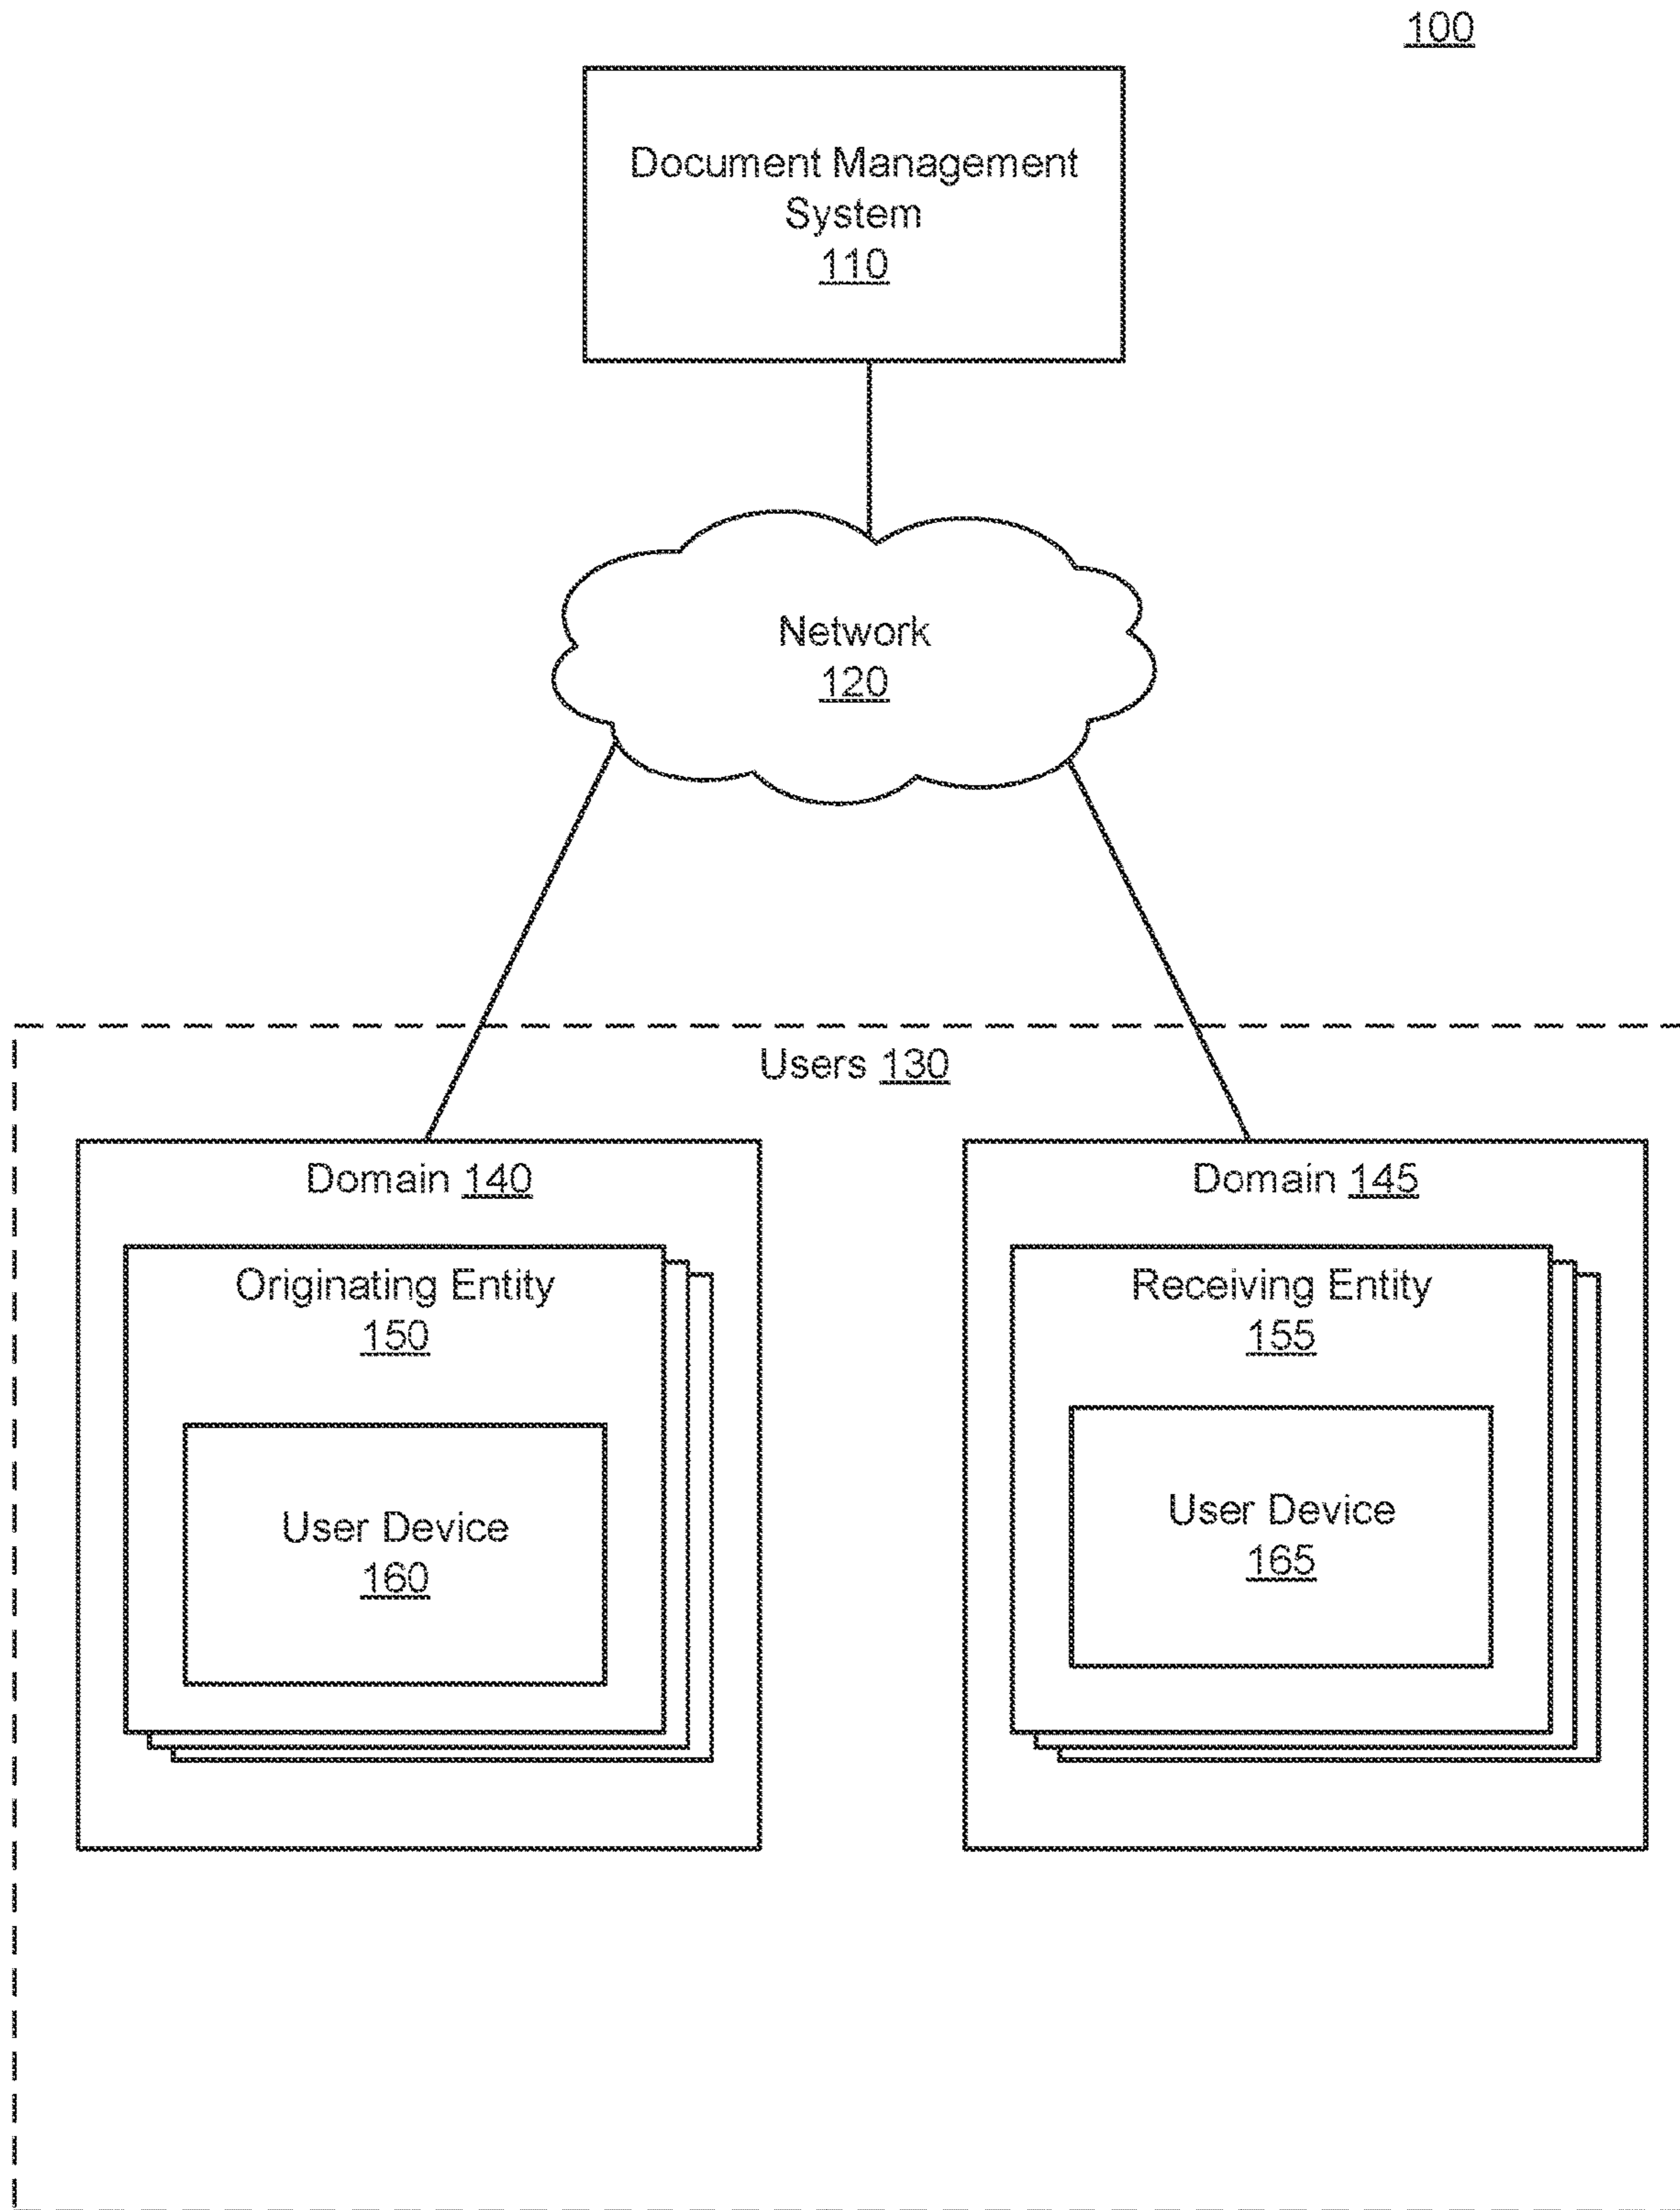 100
Document Management
System
110
Network
120
Users 130
Domain 140
Originating Entity
150
User Device
160
Domain 145
Receiving Entity
155
User Device
165